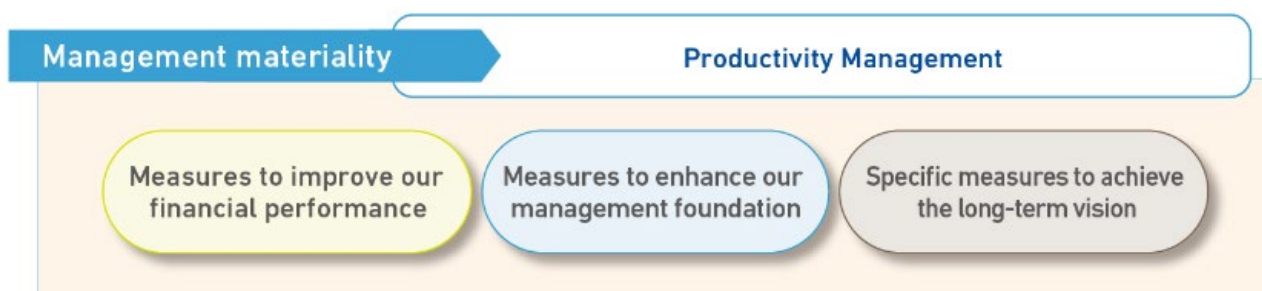 Management materiality
Productivity Management
Measures to improve our
financial performance
Measures to enhance our
management foundation
Specific measures to achieve
the long-term vision